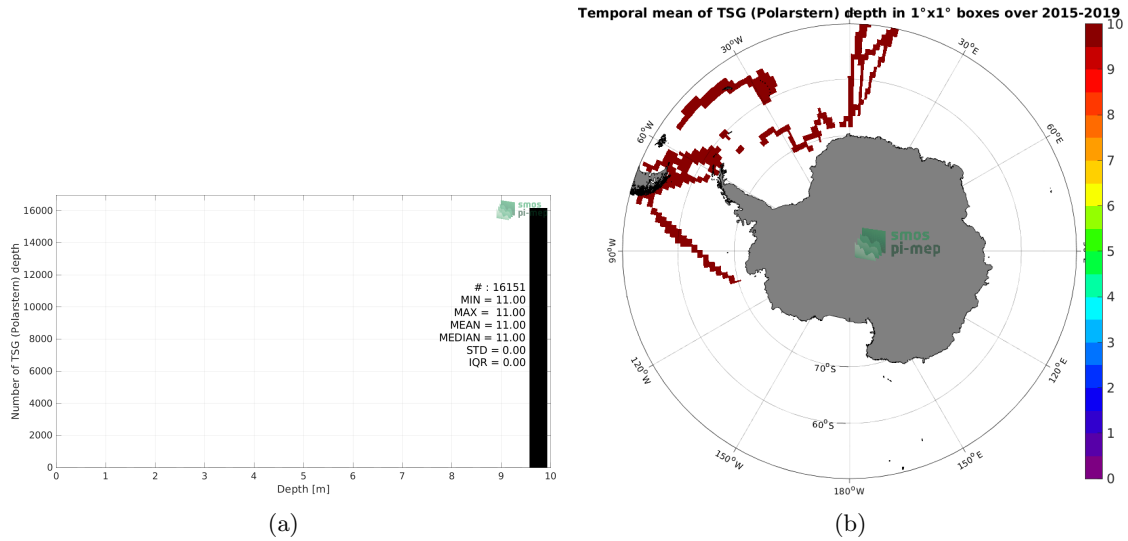 Temporal mean of TSG (Polarstern) depth in 1°x1° boxes over 2015-2019
Number of TSG (Polarstern) depth
16000
14000
12000
10000
8000
6000
4000
2000
0
smos
pi-mep
# : 16151
MIN = 11.00
MAX = 11.00
MEAN = 11.00
MEDIAN = 11.00
STD = 0.00
IQR = 0.00
0 1 2 3 4 5 6 7 8 9 10
Depth [m]
(a)
30°W
30°E
60°W
60°E
90°W
smos
pi-mep
120°W
120°E
70°S
60°S
150°W
150°E
180°W
10
9
8
7
6
5
4
3
2
1
0
(b)